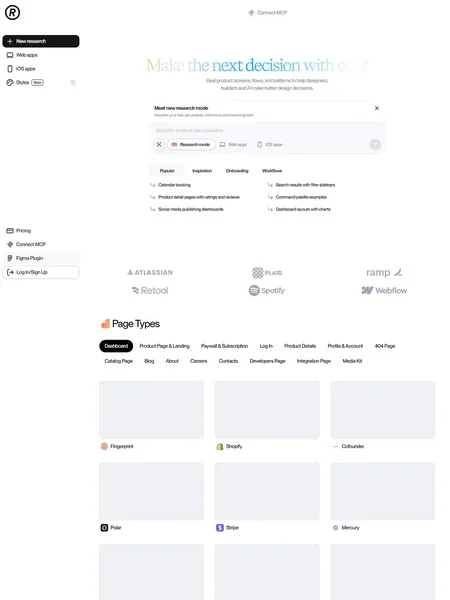 R
Connect MCP
New research
Web apps
iOS apps
Styles Beta
Make the next decision with
Real product screens, flows, and patterns to help designers,
builders and AI make better design decisions.
Meet new research mode
Describe your task, get analysis, references, and reasoning
Describe a task or ask a question
Research mode Web apps iOS apps
Popular Inspiration Onboarding Workflows
Calendar booking
Search results with filter sidebars
Product detail pages with ratings and reviews
Command palette examples
Social media publishing dashboards
Dashboard layouts with charts
Pricing
Connect MCP
Figma Plugin
Log In/Sign Up
ATLASSIAN
PLAID
ramp
Retool
Spotify
Webflow
Page Types
Dashboard Product Page & Landing Paywall & Subscription Log In Product Details Profile & Account 404 Page
Catalog Page Blog About Careers Contacts Developers Page Integration Page Media Kit
Fingerprint
Shopify
Cofounder
Polar
Stripe
Mercury